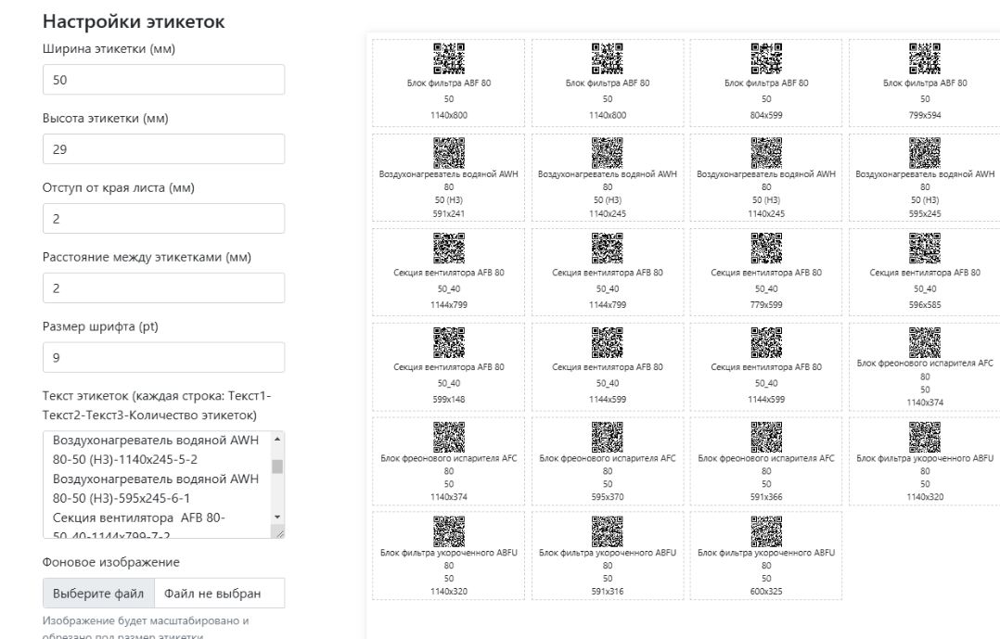 Настройки этикеток
Ширина этикетки (мм)
50
Высота этикетки (мм)
29
Отступ от края листа (мм)
2
Расстояние между этикетками (мм)
2
Размер шрифта (pt)
9
Текст этикеток (каждая строка: Текст1-
Текст2-Текст3-Количество этикеток)
Воздухонагреватель водяной AWH
80-50 (H3)-1140x245-5-2
Воздухонагреватель водяной AWH
80-50 (H3)-595x245-6-1
Секция вентилятора AFB 80-
50_40-1144x799-7-2
Фоновое изображение
Выберите файл Файл не выбран
Изображение будет масштабировано и
обрезано под размер этикетки
Блок фильтра ABF 80
50
1140x800
Блок фильтра ABF 80
50
1140x800
Блок фильтра ABF 80
50
804x599
Блок фильтра ABF 80
50
799x594
Воздухонагреватель водяной AWH
80
50 (H3)
591x241
Воздухонагреватель водяной AWH
80
50 (H3)
1140x245
Воздухонагреватель водяной AWH
80
50 (H3)
1140x245
Воздухонагреватель водяной AWH
80
50 (H3)
595x245
Секция вентилятора AFB 80
50_40
1144x799
Секция вентилятора AFB 80
50_40
1144x799
Секция вентилятора AFB 80
50_40
779x599
Секция вентилятора AFB 80
50_40
596x585
Секция вентилятора AFB 80
50_40
599x148
Секция вентилятора AFB 80
50_40
1144x599
Секция вентилятора AFB 80
50_40
1144x599
Блок фреонового испарителя AFC
80
50
1140x374
Блок фреонового испарителя AFC
80
50
1140x374
Блок фреонового испарителя AFC
80
50
595x370
Блок фреонового испарителя AFC
80
50
591x366
Блок фильтра укороченного ABFU
80
50
1140x320
Блок фильтра укороченного ABFU
80
50
1140x320
Блок фильтра укороченного ABFU
80
50
591x316
Блок фильтра укороченного ABFU
80
50
600x325